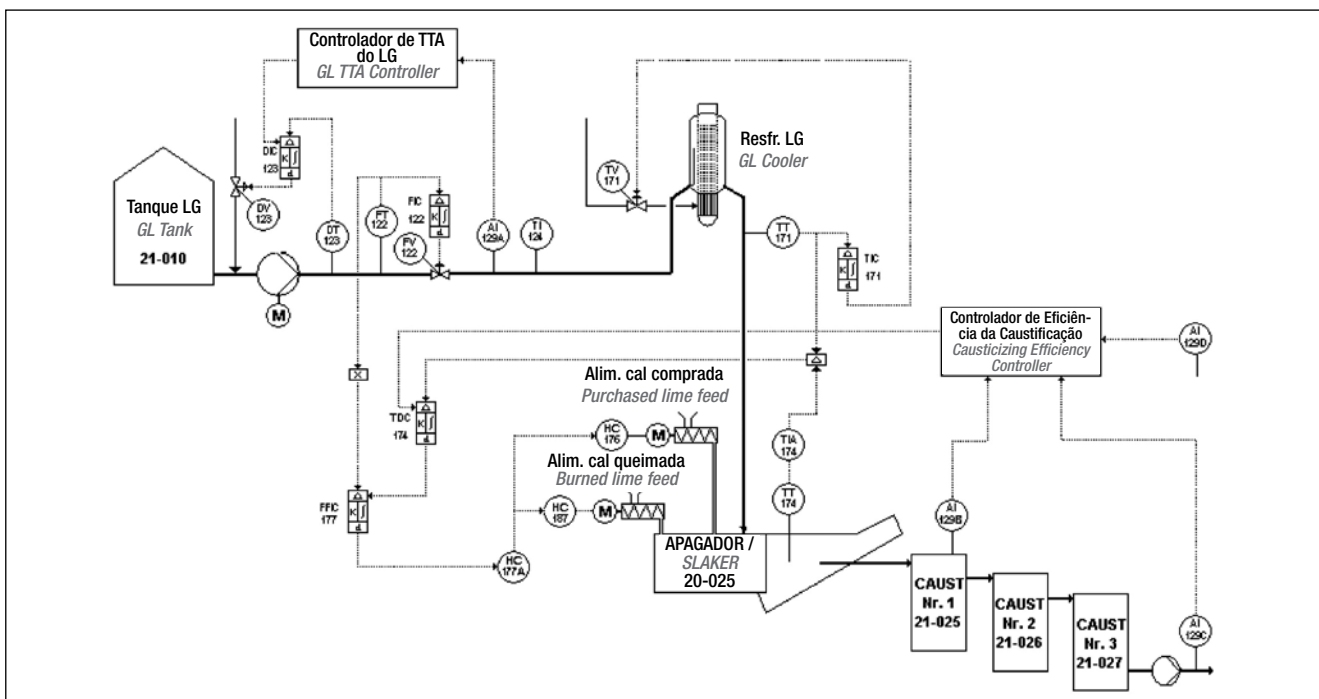 Controlador de TTA
do LG
GL TTA Controller
DIC
123
K
d
DV
123
Tanque LG
GL Tank
21-010
M
DT
123
FT
122
FIC
122
K
d
FV
122
AI
129A
TI
124
TV
171
Resfr. LG
GL Cooler
TT
171
TIC
171
K
d
Controlador de Eficiên-
cia da Caustificação
Causticizing Efficiency
Controller
AI
129D
X
TDC
174
K
d
Alim. cal comprada
Purchased lime feed
HC
176
M
Alim. cal queimada
Burned lime feed
HC
187
M
TIA
174
TT
174
FFIC
177
K
d
HC
177A
APAGADOR /
SLAKER
20-025
AI
129B
CAUST
Nr. 1
21-025
CAUST
Nr. 2
21-026
CAUST
Nr. 3
21-027
AI
129C